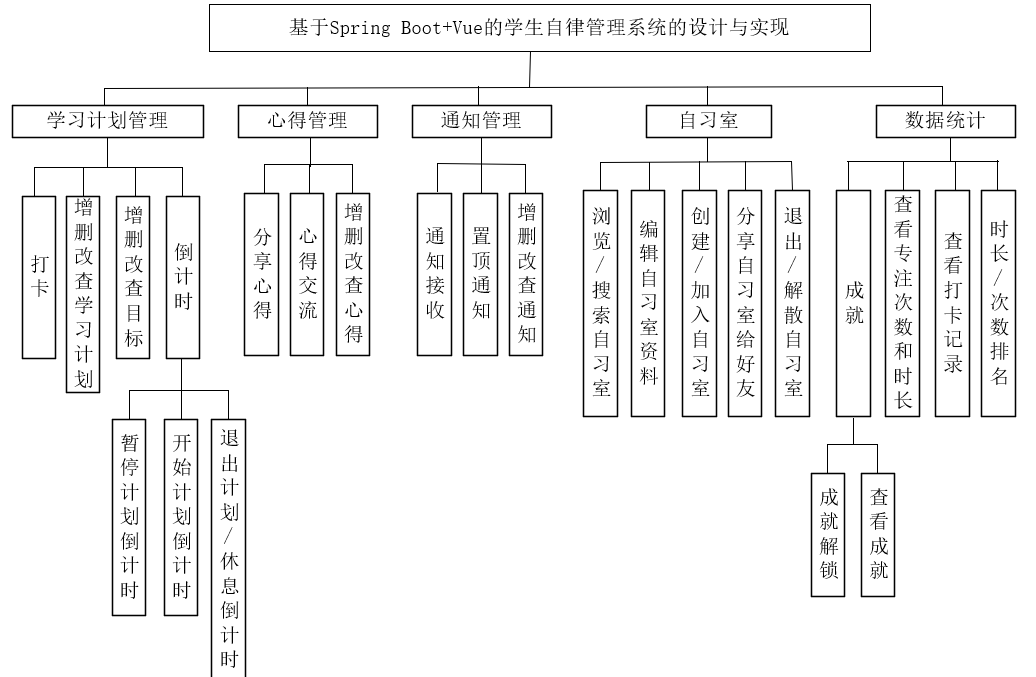 基于Spring Boot+Vue的学生自律管理系统的设计与实现
学习计划管理
心得管理
通知管理
自习室
数据统计
打卡
增删改查学习计划
增删改查目标
倒计时
分享心得
心得交流
增删改查心得
通知接收
置顶通知
增删改查通知
浏览/搜索自习室
编辑自习室资料
创建/加入自习室
分享自习室给好友
退出/解散自习室
成就
查看专注次数和时长
查看打卡记录
时长/次数排名
暂停计划倒计时
开始计划倒计时
退出计划/休息倒计时
成就解锁
查看成就